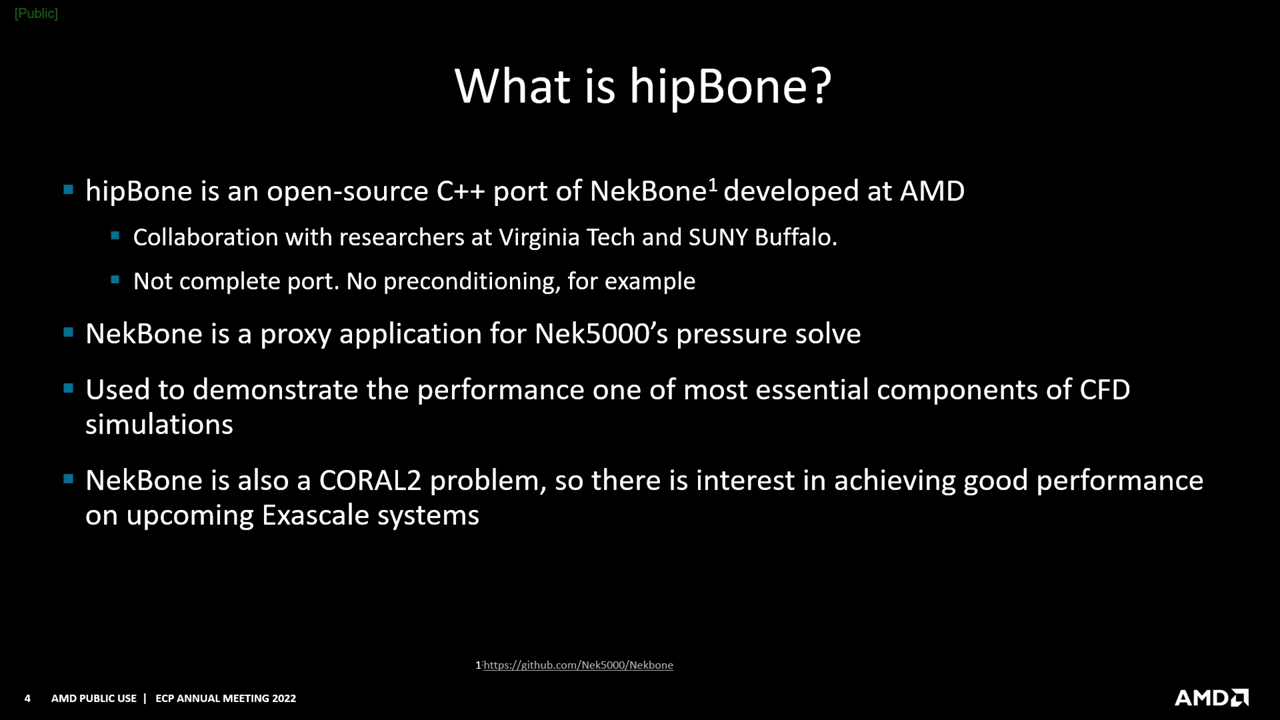 [Public]
What is hipBone?
hipBone is an open-source C++ port of NekBone1 developed at AMD
Collaboration with researchers at Virginia Tech and SUNY Buffalo.
Not complete port. No preconditioning, for example
NekBone is a proxy application for Nek5000’s pressure solve
Used to demonstrate the performance one of most essential components of CFD
simulations
NekBone is also a CORAL2 problem, so there is interest in achieving good performance
on upcoming Exascale systems
1:https://github.com/Nek5000/Nekbone
4 AMD PUBLIC USE | ECP ANNUAL MEETING 2022
AMD